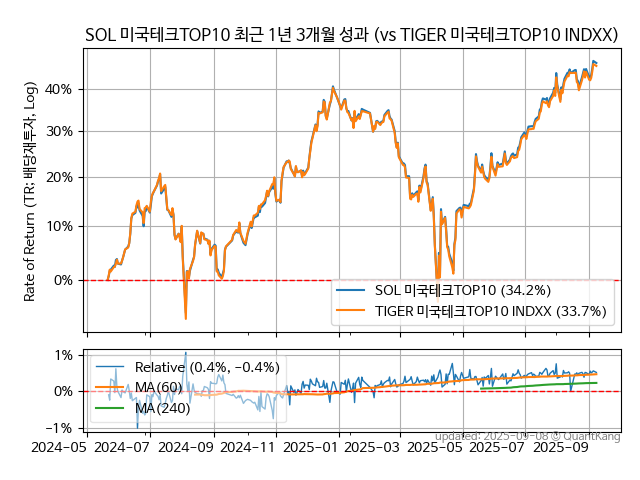 SOL 미국테크TOP10 최근 1년 3개월 성과 (vs TIGER 미국테크TOP10 INDXX)
Rate of Return (TR: 배당재투자, Log)
40%
30%
20%
10%
0%
SOL 미국테크TOP10 (34.2%)
TIGER 미국테크TOP10 INDXX (33.7%)
1%
0%
−1%
Relative (0.4%, −0.4%)
MA(60)
MA(240)
updated: 2025-09-08 © QuantKang
2024-05 2024-07 2024-09 2024-11 2025-01 2025-03 2025-05 2025-07 2025-09